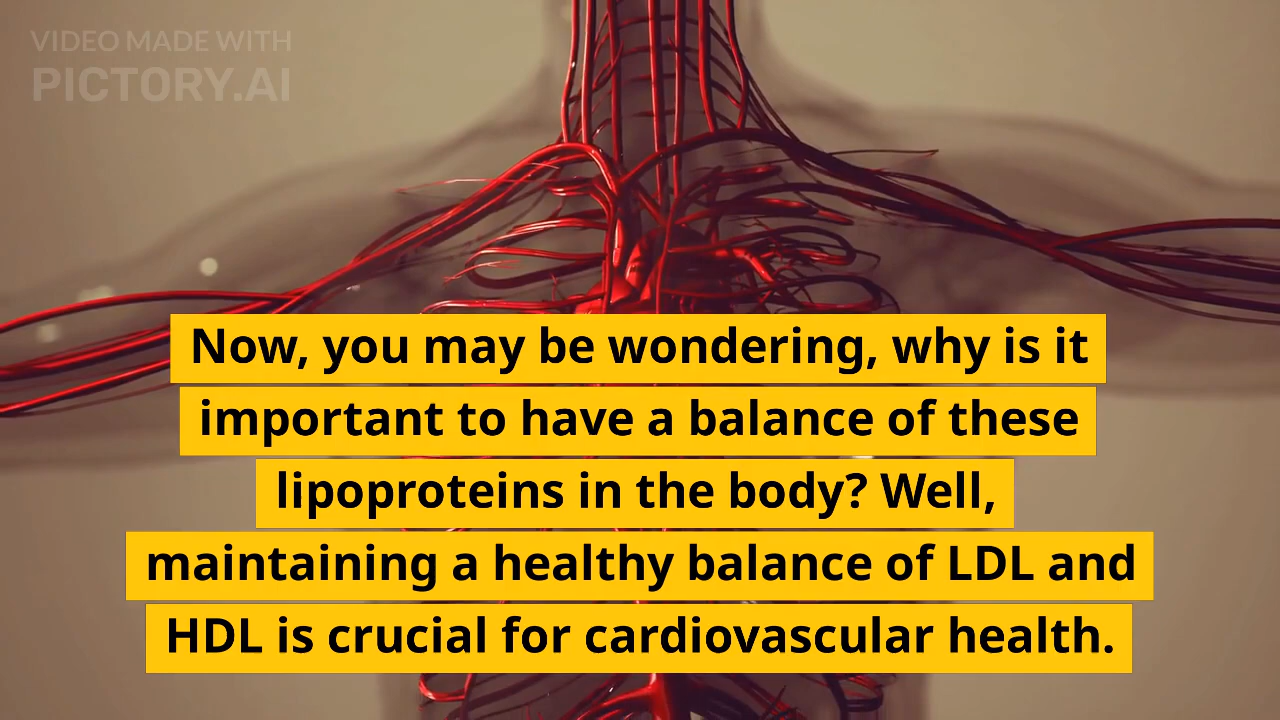 VIDEO MADE WITH
PICTORY.AI
Now, you may be wondering, why is it
important to have a balance of these
lipoproteins in the body? Well,
maintaining a healthy balance of LDL and
HDL is crucial for cardiovascular health.